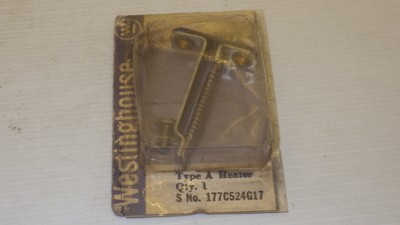 Westinghouse
Type A Heater
Qty. 1
S No. 177C524G17